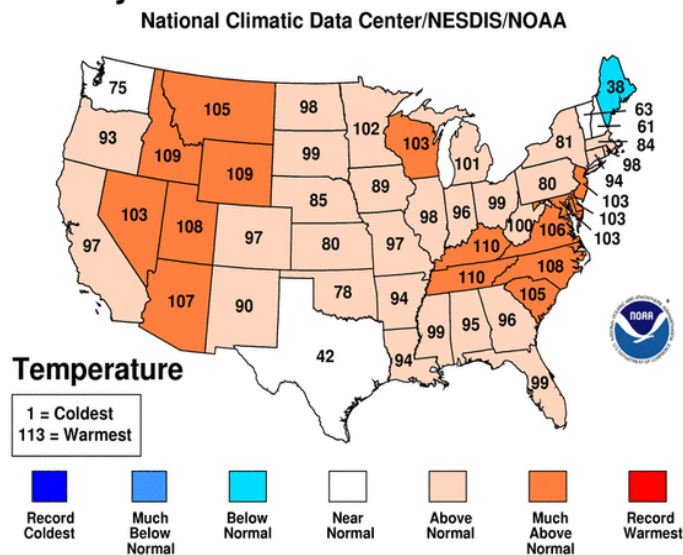 National Climatic Data Center/NESDIS/NOAA
75
105
98
102
38
63
61
84
98
94
103
103
103
93
109
99
103
101
81
109
85
89
80
97
103
108
97
80
97
98
96
99
100
106
110
107
90
78
94
110
108
105
42
94
99
95
96
99
NOAA
Temperature
1 = Coldest
113 = Warmest
Record
Coldest
Much
Below
Normal
Below
Normal
Near
Normal
Above
Normal
Much
Above
Normal
Record
Warmest